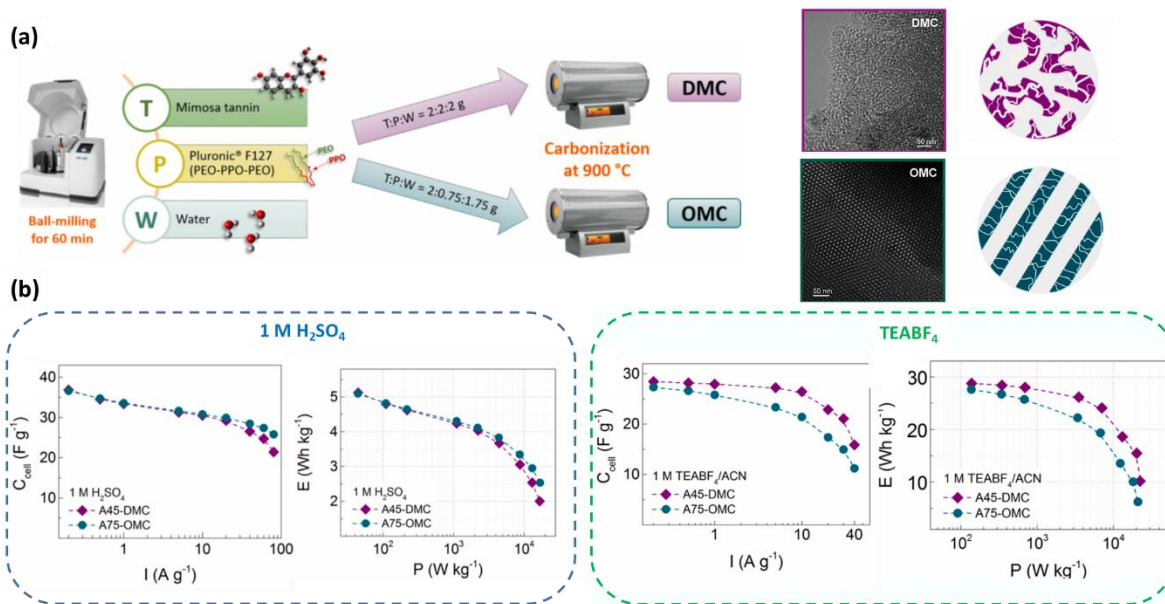 (a)
Ball-milling
for 60 min
T
Mimosa tannin
P
Pluronic® F127
(PEO-PPO-PEO)
PEO
PPO
W
Water
T:P:W = 2:2:2 g
T:P:W = 2:0.75:1.75 g
Carbonization
at 900 °C
DMC
OMC
DMC
50 nm
OMC
50 nm
(b)
1 M H₂SO₄
40
30
20
10
C_cell (F g⁻¹)
1 M H₂SO₄
A45-DMC
A75-OMC
1
10
100
I (A g⁻¹)
5
4
3
2
E (Wh kg⁻¹)
1 M H₂SO₄
A45-DMC
A75-OMC
10²
10³
10⁴
P (W kg⁻¹)
TEABF₄
30
20
10
C_cell (F g⁻¹)
1 M TEABF₄/ACN
A45-DMC
A75-OMC
1
10
40
I (A g⁻¹)
30
20
10
E (Wh kg⁻¹)
1 M TEABF₄/ACN
A45-DMC
A75-OMC
10²
10³
10⁴
P (W kg⁻¹)